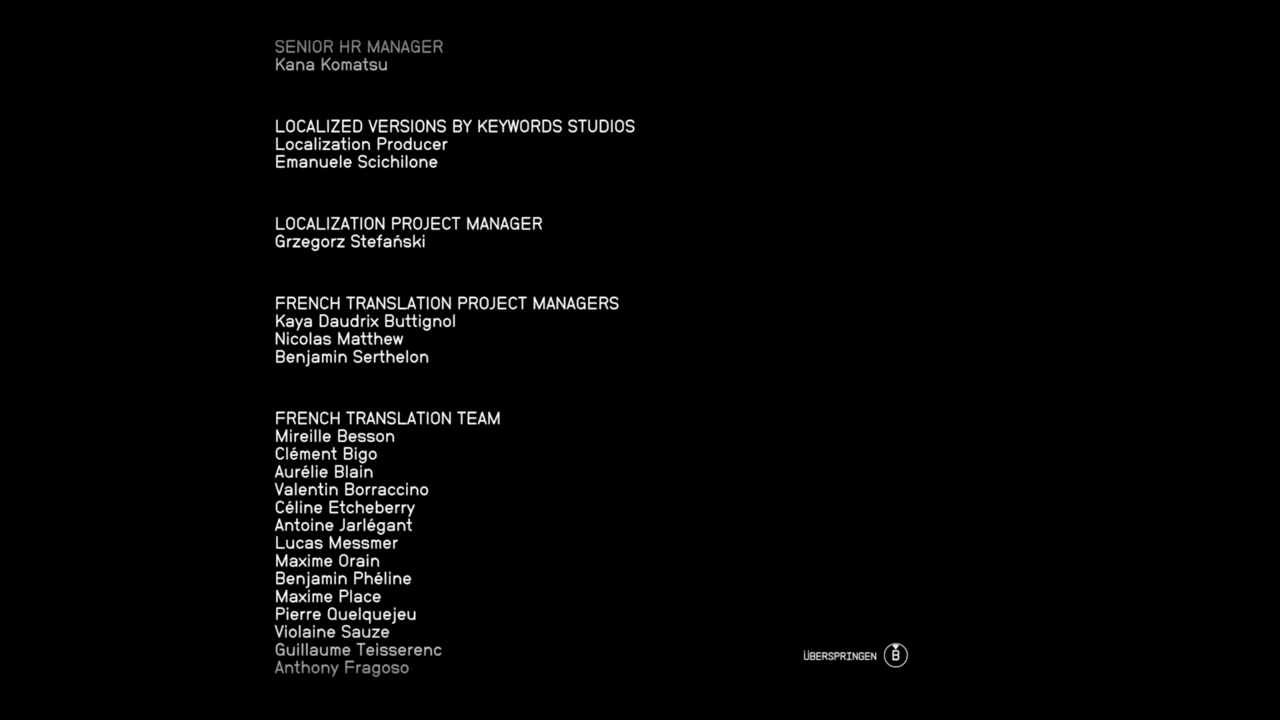 SENIOR HR MANAGER
Kana Komatsu
LOCALIZED VERSIONS BY KEYWORDS STUDIOS
Localization Producer
Emanuele Scichilone
LOCALIZATION PROJECT MANAGER
Grzegorz Stefański
FRENCH TRANSLATION PROJECT MANAGERS
Kaya Daudrix Buttignol
Nicolas Matthew
Benjamin Serthelon
FRENCH TRANSLATION TEAM
Mireille Besson
Clément Bigo
Aurélie Blain
Valentin Borraccino
Céline Etcheberry
Antoine Jarlégant
Lucas Messmer
Maxime Orain
Benjamin Phéline
Maxime Place
Pierre Quelquejeu
Violaine Sauze
Guillaume Teisserenc
Anthony Fragoso
ÜBERSPRINGEN B